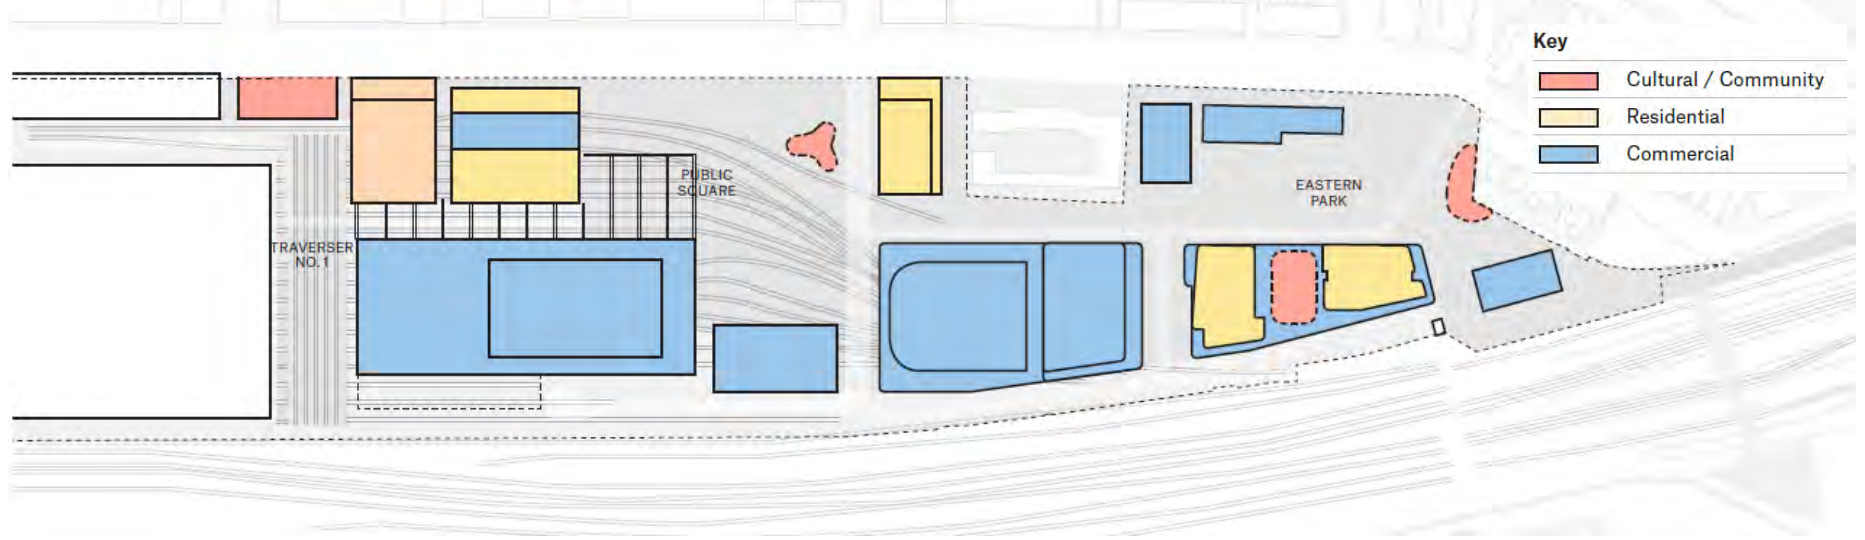 Key
Cultural / Community
Residential
Commercial
PUBLIC
SQUARE
EASTERN
PARK
TRAVERSER
NO.1